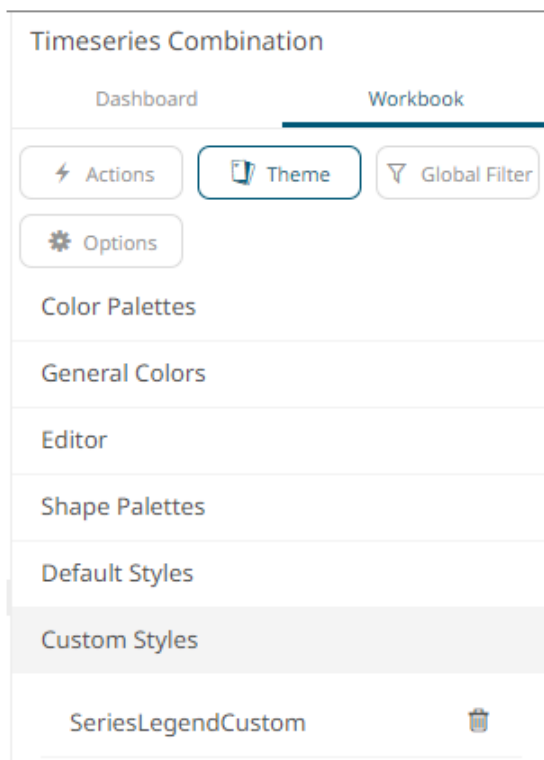 Timeseries Combination
Dashboard Workbook
Actions Theme Global Filter
Options
Color Palettes
General Colors
Editor
Shape Palettes
Default Styles
Custom Styles
SeriesLegendCustom